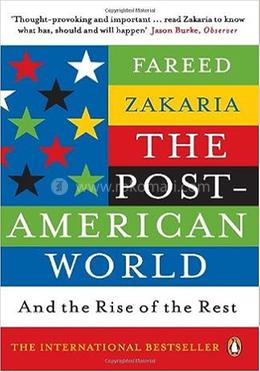 'Thought-provoking and important ... read Zakaria to know
what has, should and will happen' Jason Burke, Observer
FAREED
ZAKARIA
THE
POST-
AMERICAN
WORLD
And the Rise of the Rest
THE INTERNATIONAL BESTSELLER